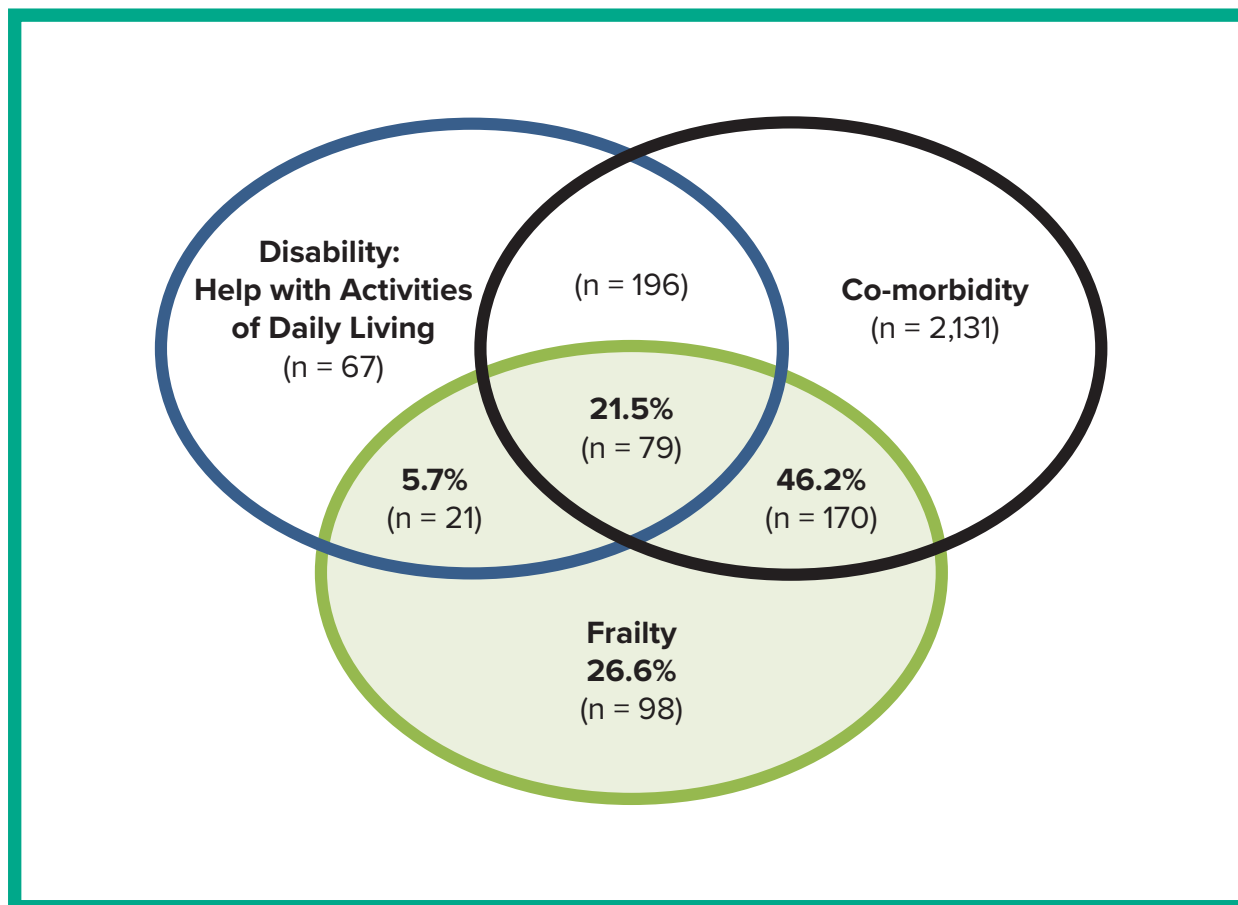 Disability:
Help with Activities
of Daily Living
(n = 67)
(n = 196)
Co-morbidity
(n = 2,131)
21.5%
(n = 79)
5.7%
(n = 21)
46.2%
(n = 170)
Frailty
26.6%
(n = 98)